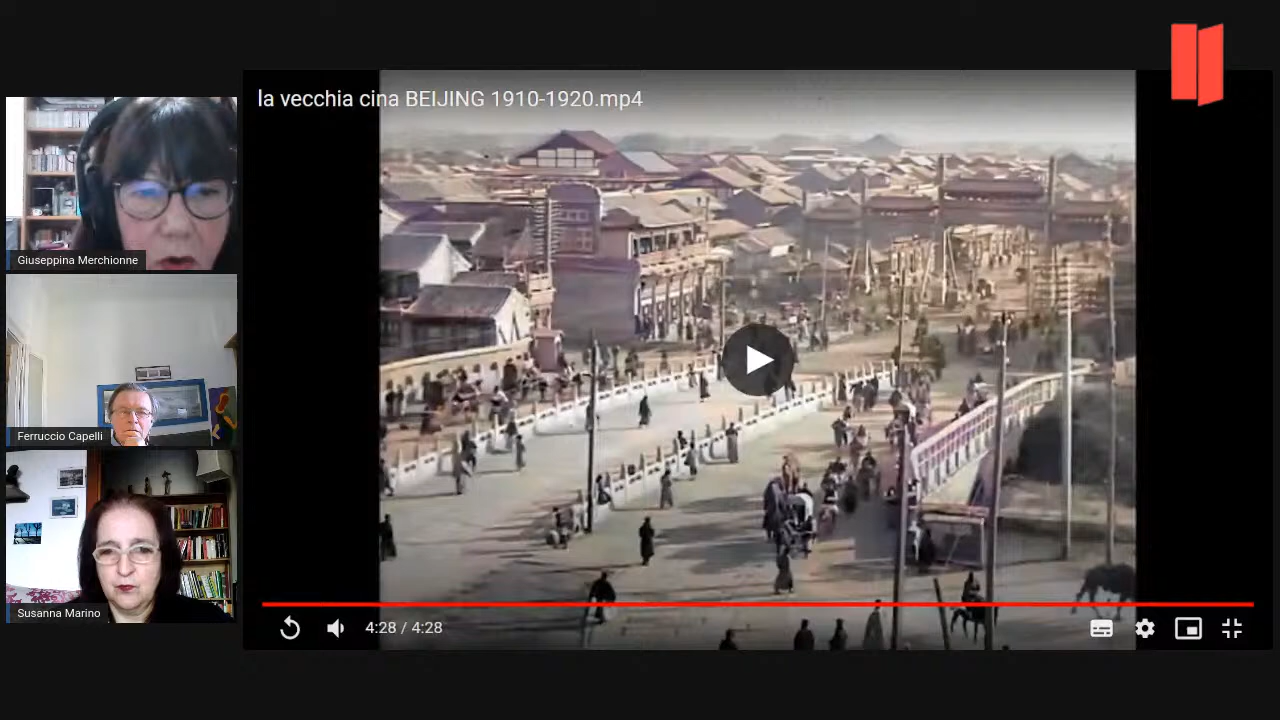 la vecchia cina BEIJING 1910-1920.mp4
Giuseppina Merchionne
Ferruccio Capelli
Susanna Marino
4:28 / 4:28